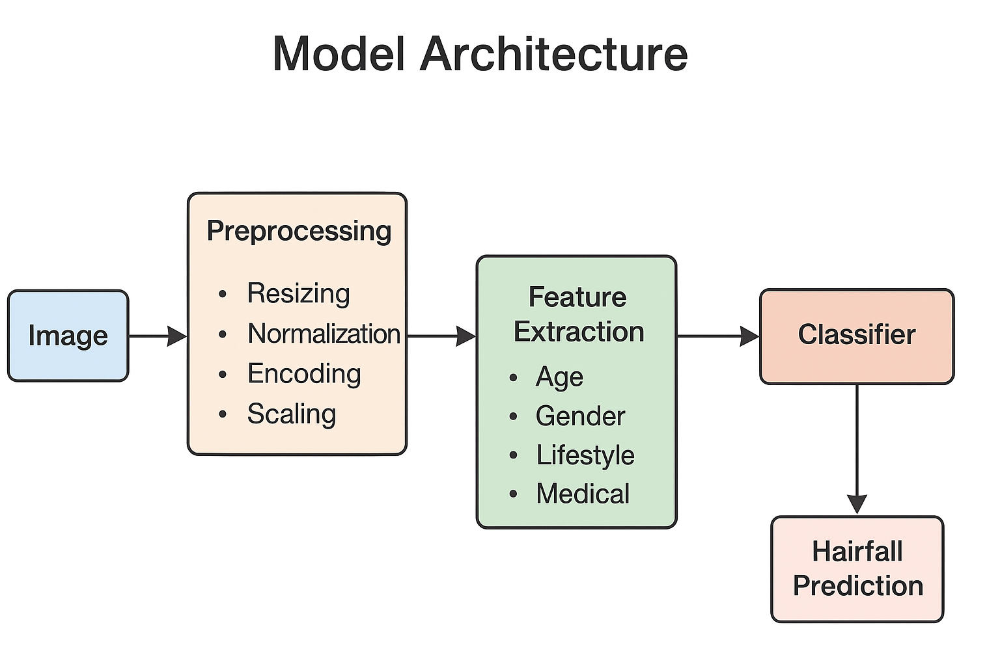 Model Architecture
Image
Preprocessing
• Resizing
• Normalization
• Encoding
• Scaling
Feature
Extraction
• Age
• Gender
• Lifestyle
• Medical
Classifier
Hairfall
Prediction